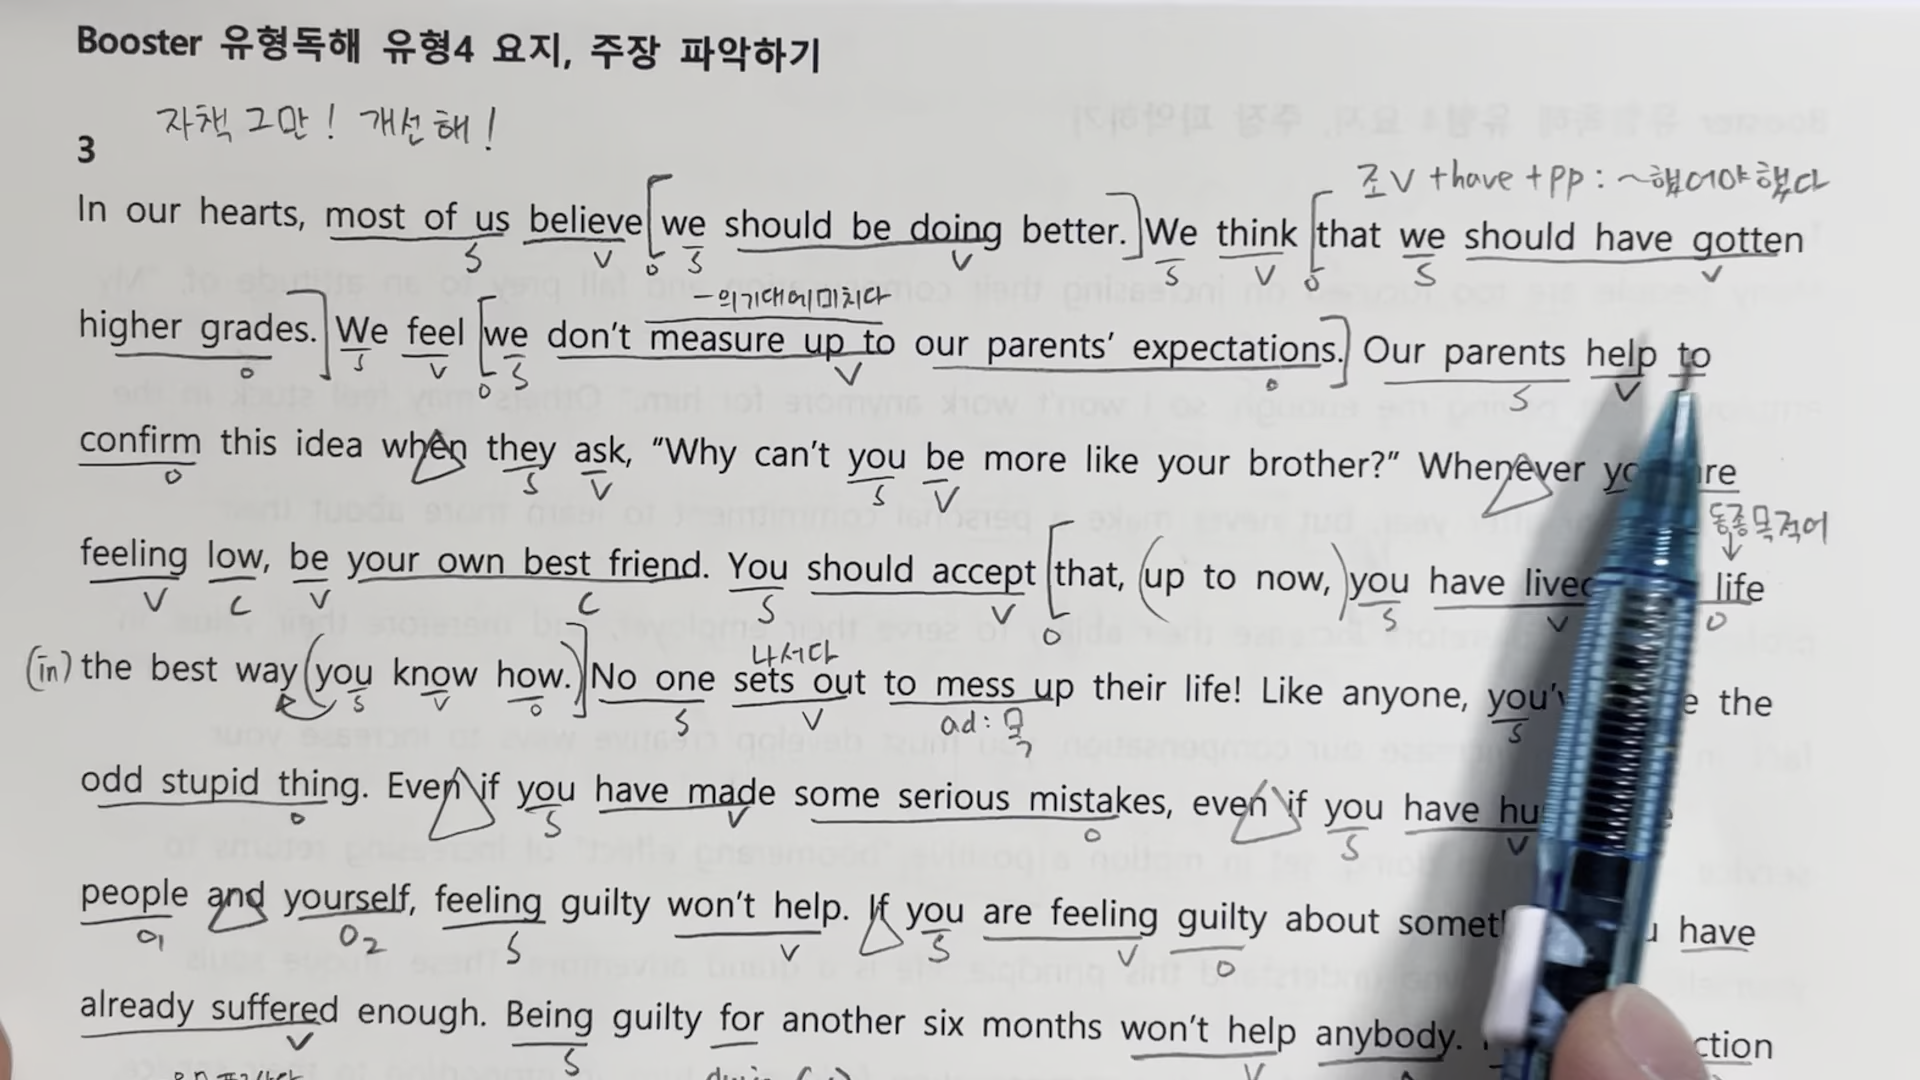 Booster 유형독해 유형4 요지, 주장 파악하기
자책 그만! 개선해!
3
조V +have +pp : ~했어야 했다
In our hearts, most of us believe [we should be doing better.] We think [that we should have gotten
S V O S V S V O S V
-의 기대에 미치다
higher grades.] We feel [we don't measure up to our parents' expectations.] Our parents help to
O S V O S V O S V
confirm this idea when they ask, "Why can't you be more like your brother?" Whenever are
O S V S V
동종목적어
feeling low, be your own best friend. You should accept [that, (up to now,) you have lived life
V C V C S V O S V O
나서다
(in) the best way (you know how.)] No one sets out to mess up their life! Like anyone, you' the
S V O S V ad: 목 S
odd stupid thing. Even if you have made some serious mistakes, even if you have
O S V O S V
people and yourself, feeling guilty won't help. If you are feeling guilty about have
O1 O2 S V S V O
already suffered enough. Being guilty for another six months won't help anybody.
V S V